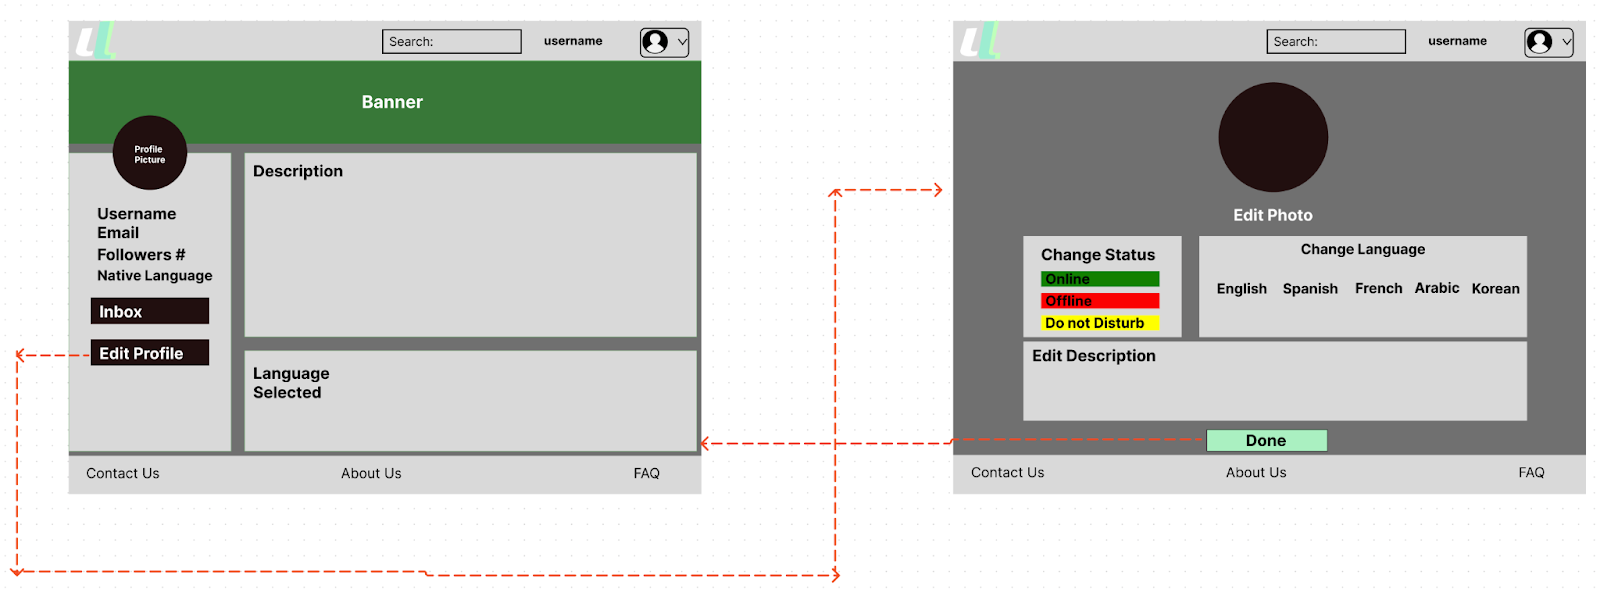 Search:
username
Banner
Profile
Picture
Username
Email
Followers #
Native Language
Inbox
Edit Profile
Description
Language
Selected
Contact Us
About Us
FAQ
Search:
username
Edit Photo
Change Status
Online
Offline
Do not Disturb
Change Language
English Spanish French Arabic Korean
Edit Description
Done
Contact Us
About Us
FAQ